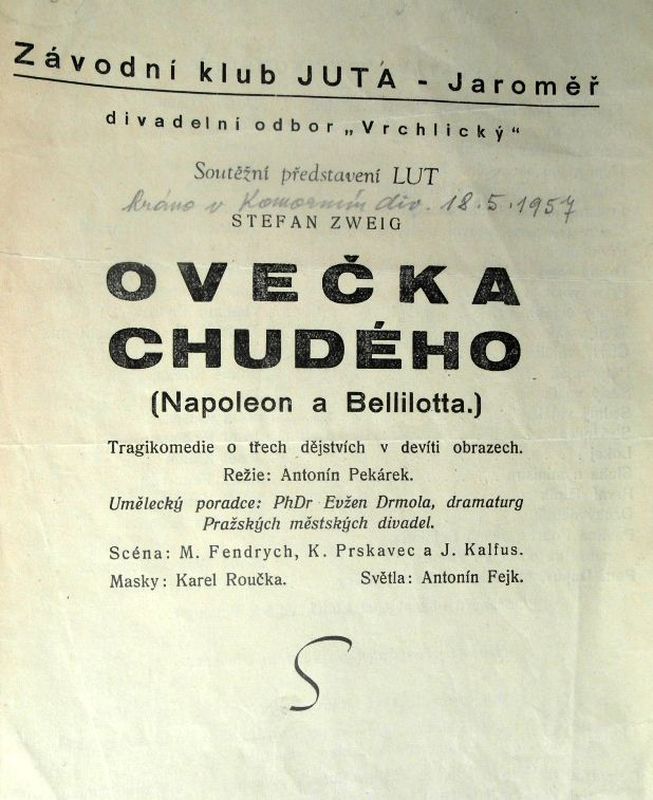 Závodní klub JUTA - Jaroměř
divadelní odbor „Vrchlický“
Soutěžní představení LUT
hráno v Komorním div. 18.5.1957
STEFAN ZWEIG
OVEČKA
CHUDÉHO
(Napoleon a Bellilotta.)
Tragikomedie o třech dějstvích v devíti obrazech.
Režie: Antonín Pekárek.
Umělecký poradce: PhDr Evžen Drmola, dramaturg
Pražských městských divadel.
Scéna: M. Fendrych, K. Prskavec a J. Kalfus.
Masky: Karel Roučka. Světla: Antonín Fejk.
S